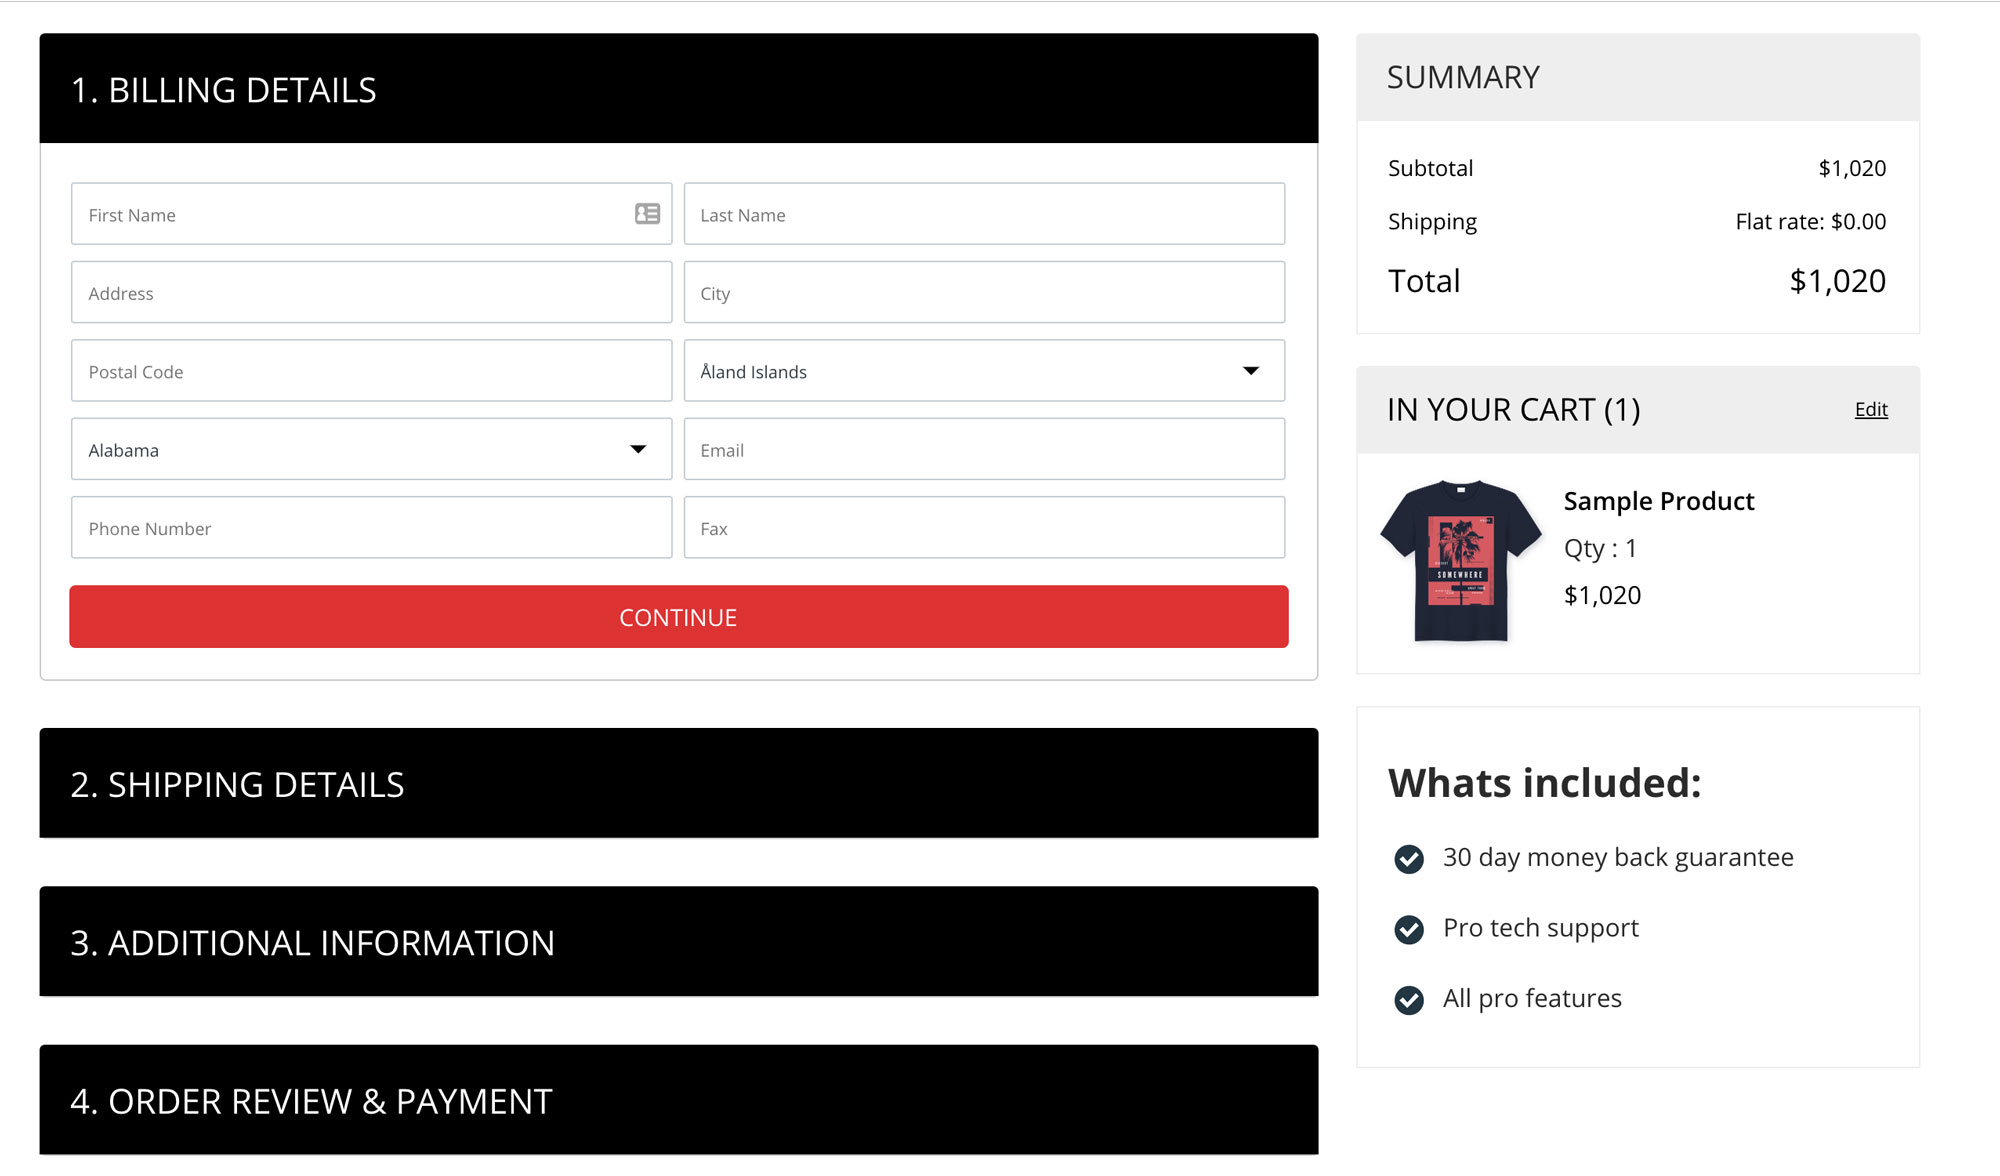 1. BILLING DETAILS
First Name
Last Name
Address
City
Postal Code
Åland Islands
Alabama
Email
Phone Number
Fax
CONTINUE
2. SHIPPING DETAILS
3. ADDITIONAL INFORMATION
4. ORDER REVIEW & PAYMENT
SUMMARY
Subtotal $1,020
Shipping Flat rate: $0.00
Total $1,020
IN YOUR CART (1) Edit
SOMEWHERE
Sample Product
Qty : 1
$1,020
Whats included:
30 day money back guarantee
Pro tech support
All pro features